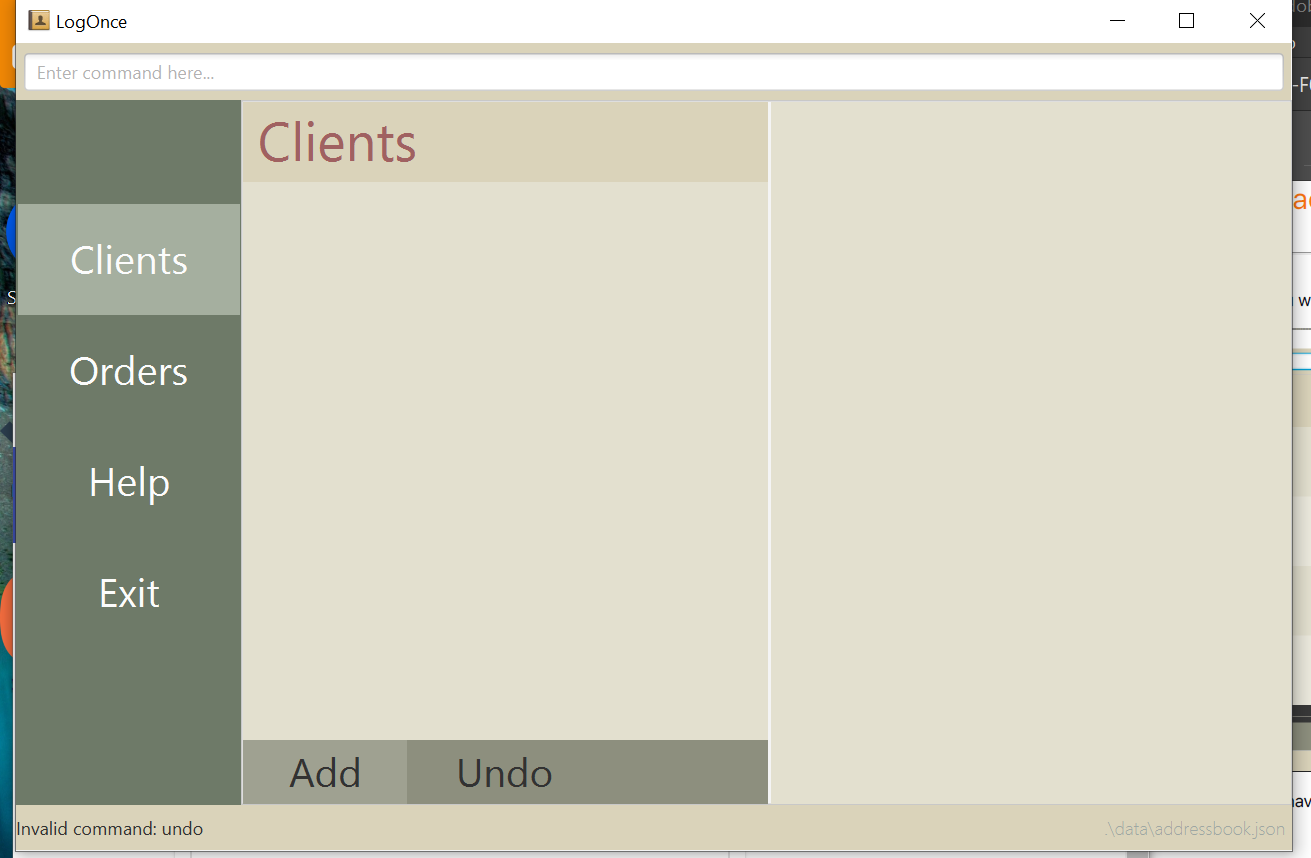 LogOnce
Enter command here...
Clients
Orders
Help
Exit
Clients
Add Undo
Invalid command: undo
.\data\addressbook.json